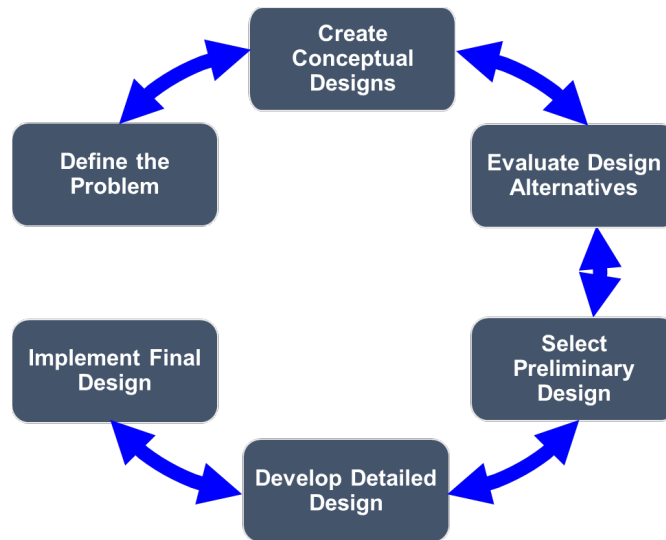 Create
Conceptual
Designs
Define the
Problem
Evaluate Design
Alternatives
Implement Final
Design
Select
Preliminary
Design
Develop Detailed
Design